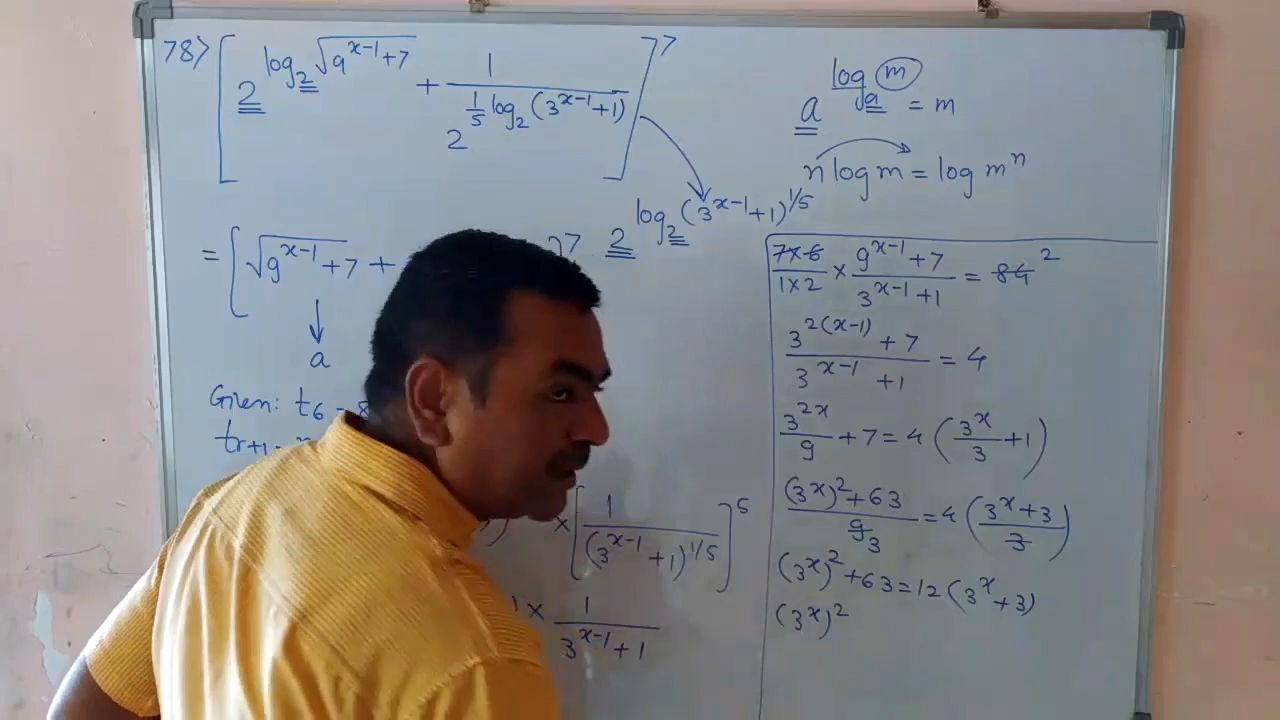 78> [ 2^(log₂ √(9^(x-1)+7)) + 1/(2^(1/5 log₂ (3^(x-1)+1))) ]^7
= [ √(9^(x-1)+7) + ]^7
↓
a
Given: t₆ =
t_(r+1) =
× [ 1/((3^(x-1)+1)^(1/5)) ]^5
× 1/(3^(x-1)+1)
a^(log_a m) = m
n log m = log m^n
2^(log₂ (3^(x-1)+1)^(1/5))
(7×6)/(1×2) × (9^(x-1)+7)/(3^(x-1)+1) = 84 2
(3^(2(x-1))+7)/(3^(x-1)+1) = 4
3^(2x)/9 + 7 = 4 (3^x/3 + 1)
((3^x)²+63)/9 3 = 4 ((3^x+3)/3)
(3^x)² + 63 = 12 (3^x + 3)
(3^x)²